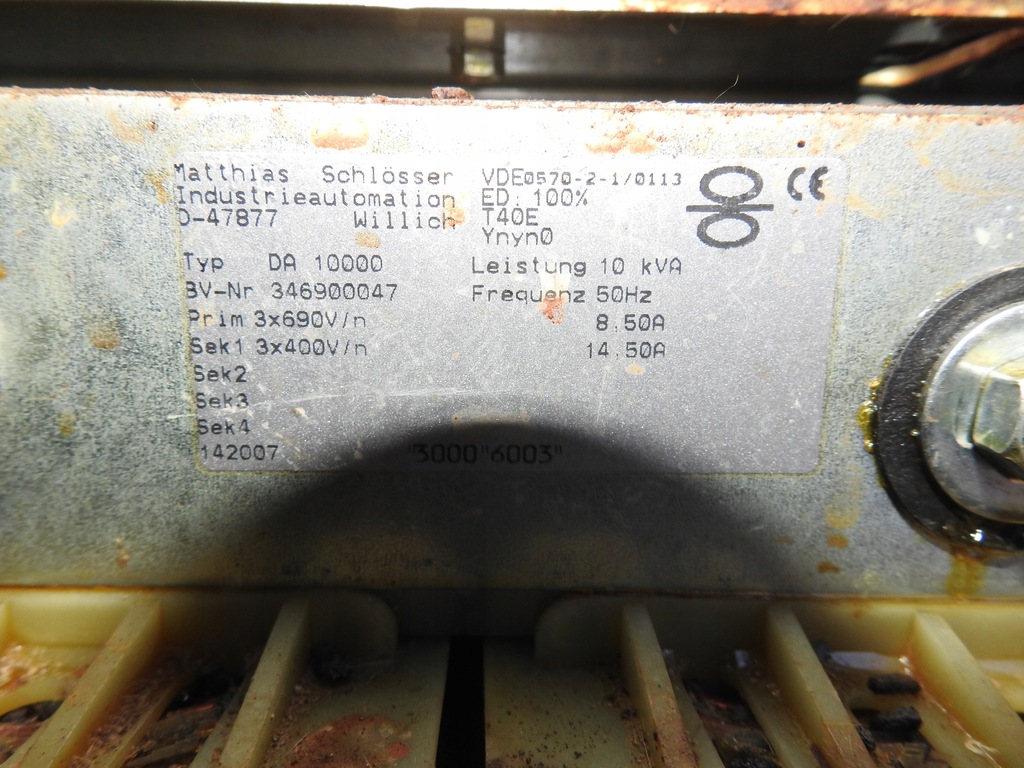 Matthias Schlösser
Industrieautomation
D-47877 Willich
VDE0570-2-1/0113
ED: 100%
T40E
Ynyn0
CE
Typ DA 10000
Leistung 10 kVA
BV-Nr 346900047
Frequenz 50Hz
Prim 3x690V/n 8.50A
Sek1 3x400V/n 14.50A
Sek2
Sek3
Sek4
142007 "3000"6003"